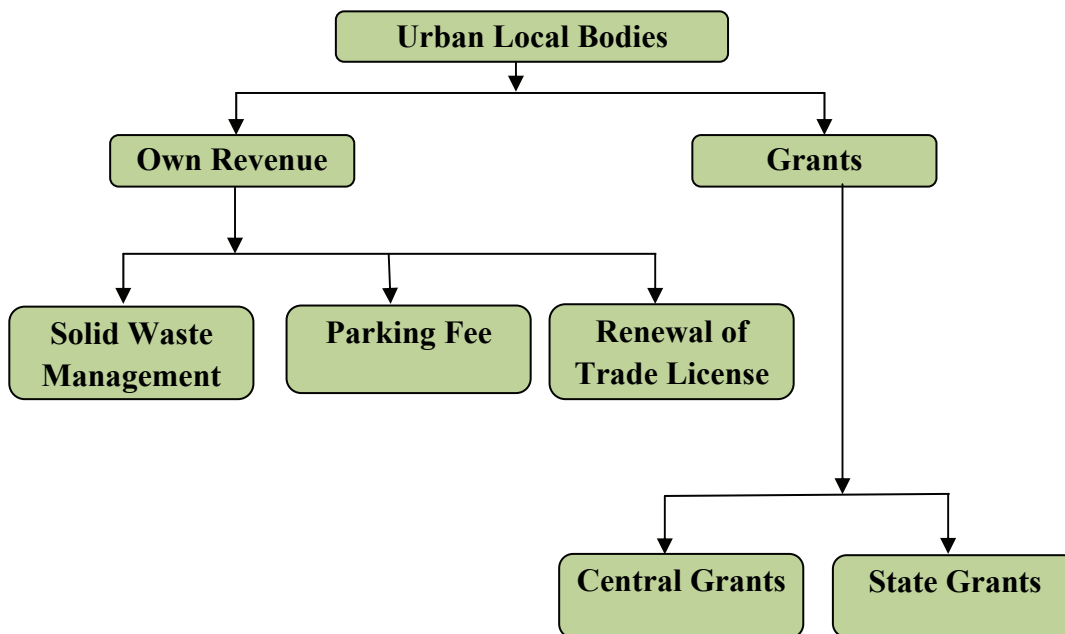 Urban Local Bodies
Own Revenue
Grants
Solid Waste
Management
Parking Fee
Renewal of
Trade License
Central Grants
State Grants